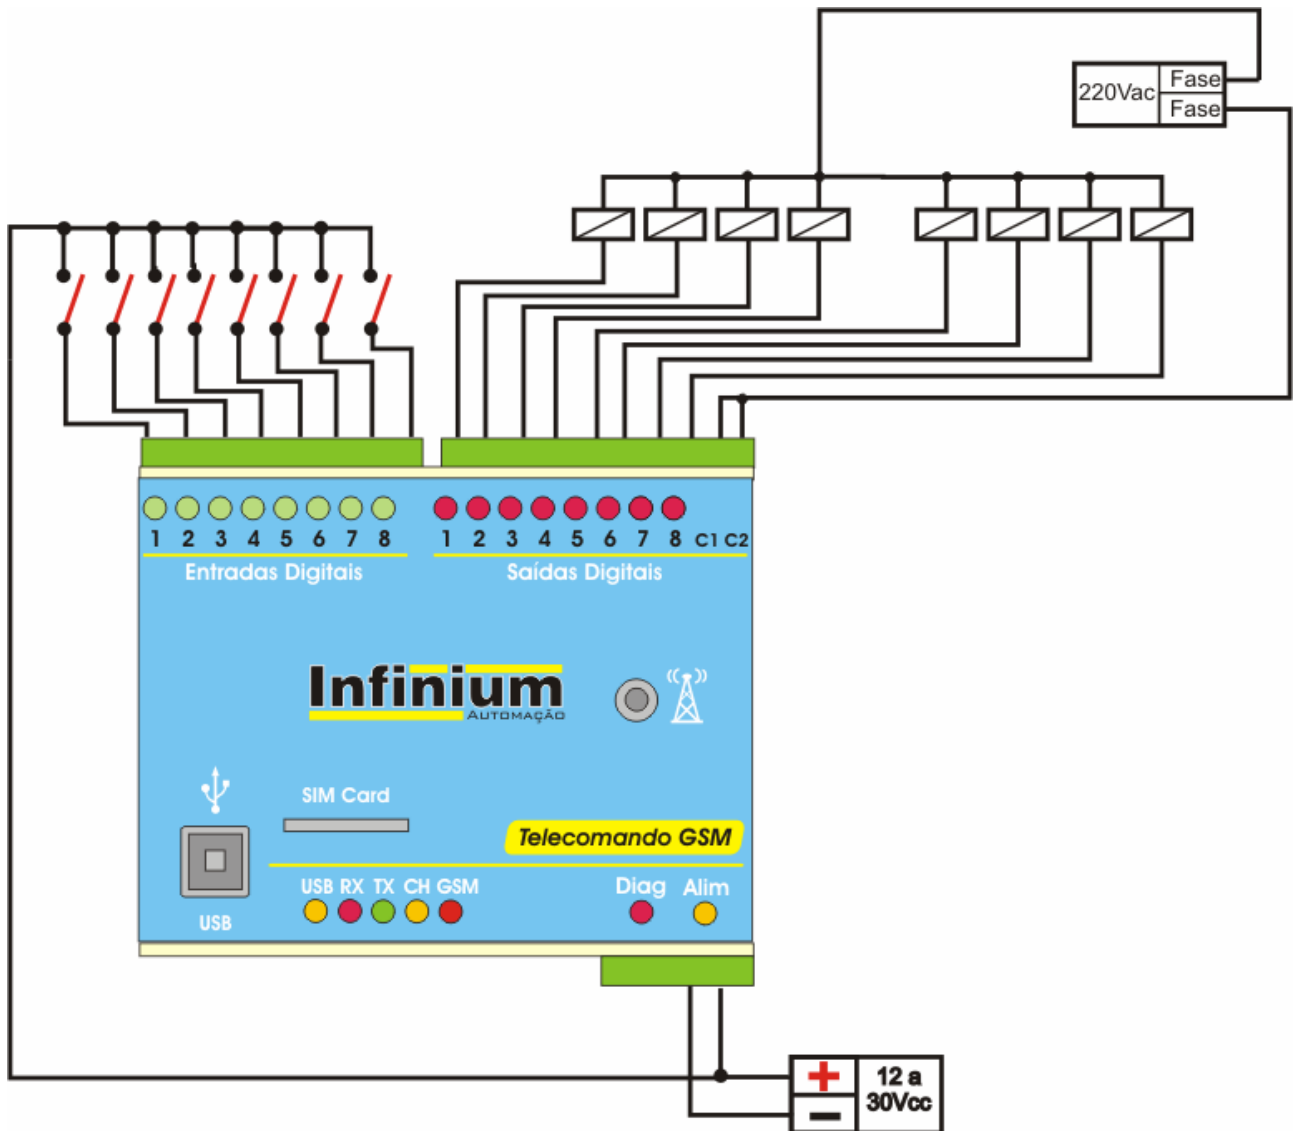 220Vac Fase
Fase
1 2 3 4 5 6 7 8
Entradas Digitais
1 2 3 4 5 6 7 8 C1 C2
Saídas Digitais
Infinium
AUTOMAÇÃO
SIM Card
Telecomando GSM
USB
USB RX TX CH GSM
Diag Alim
+
12 a
30Vcc
−